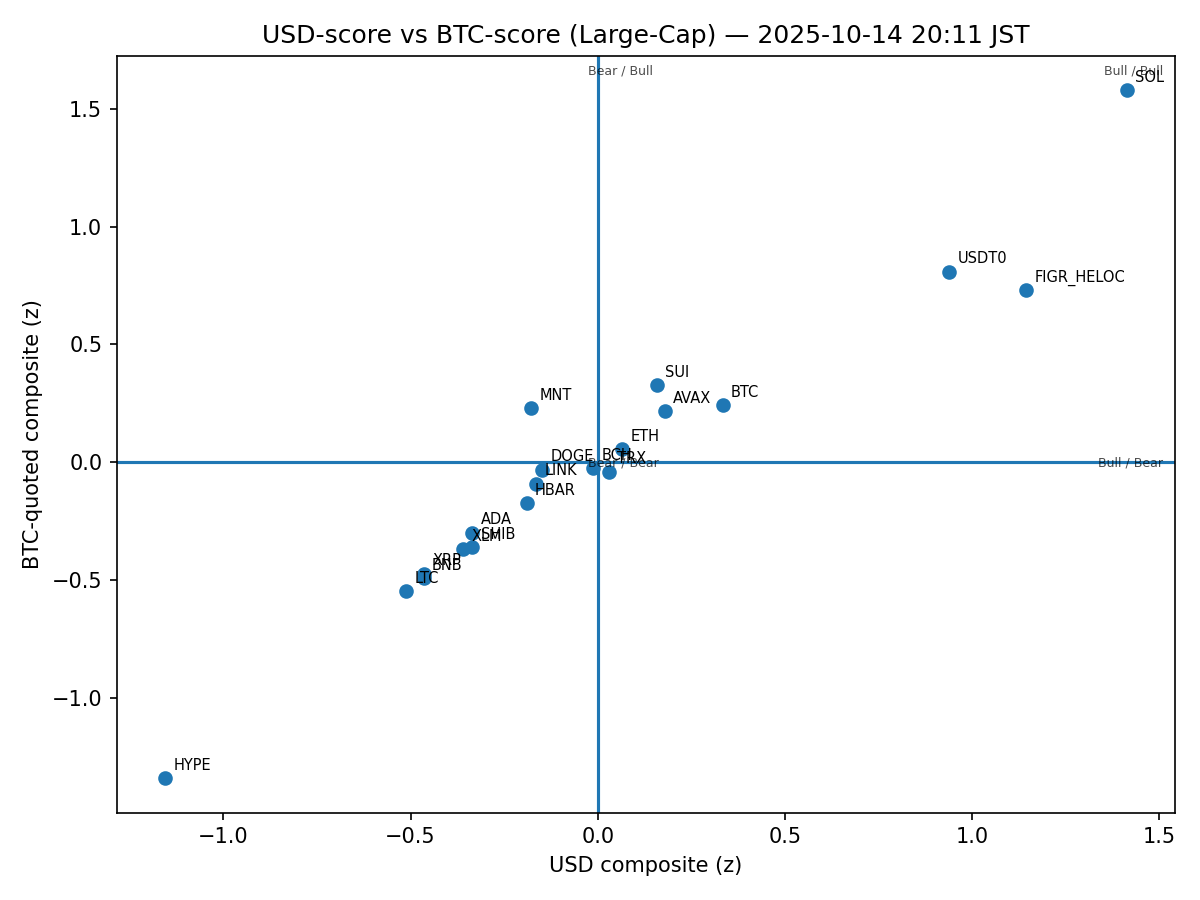 USD-score vs BTC-score (Large-Cap) — 2025-10-14 20:11 JST
Bear / Bull
Bull / Bull
SOL
1.5
1.0
USDT0
FIGR_HELOC
0.5
SUI
MNT
BTC
AVAX
ETH
0.0
DOGE
BCH
TRX
Bear / Bear
Bull / Bear
LINK
HBAR
ADA
SHIB
XLM
XRP
BNB
−0.5
LTC
−1.0
HYPE
BTC-quoted composite (z)
−1.0
−0.5
0.0
0.5
1.0
1.5
USD composite (z)